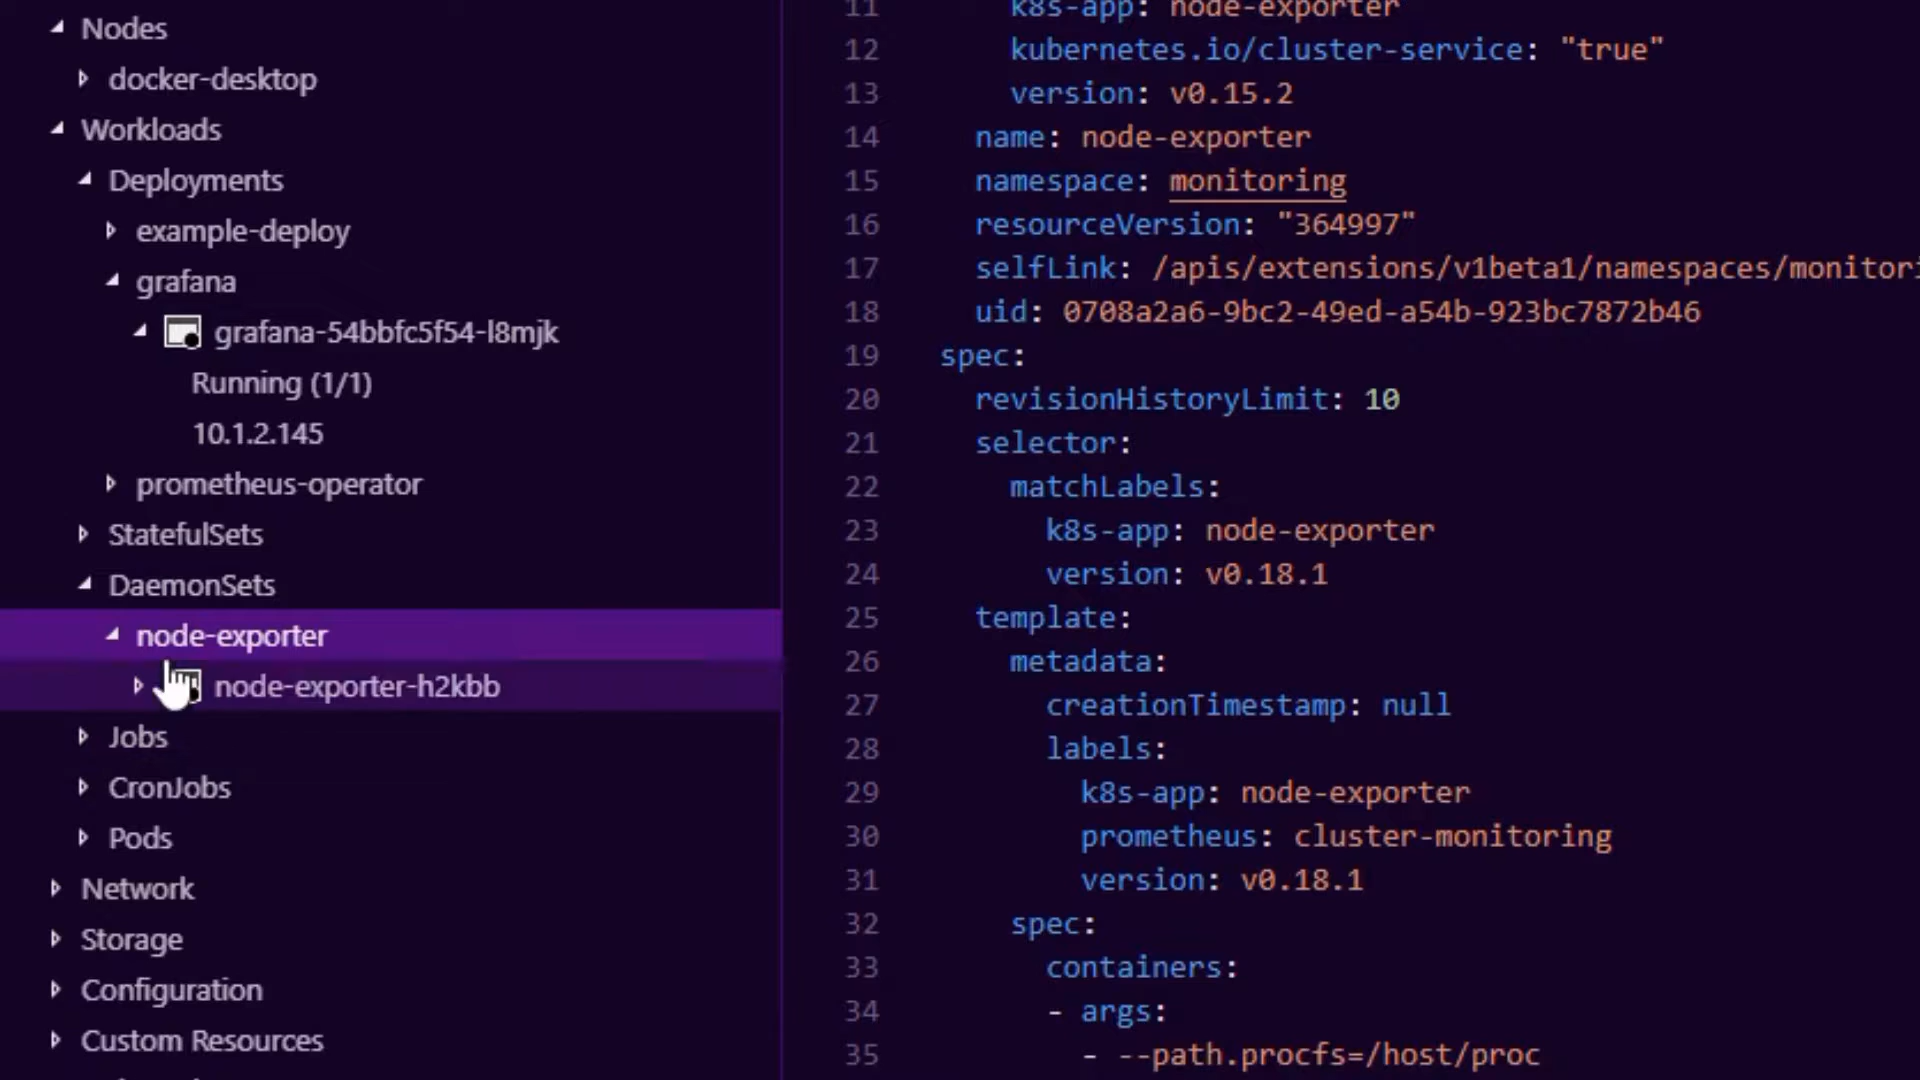 Nodes
docker-desktop
Workloads
Deployments
example-deploy
grafana
grafana-54bbfc5f54-l8mjk
Running (1/1)
10.1.2.145
prometheus-operator
StatefulSets
DaemonSets
node-exporter
node-exporter-h2kbb
Jobs
CronJobs
Pods
Network
Storage
Configuration
Custom Resources
11 k8s-app: node-exporter
12 kubernetes.io/cluster-service: "true"
13 version: v0.15.2
14 name: node-exporter
15 namespace: monitoring
16 resourceVersion: "364997"
17 selfLink: /apis/extensions/v1beta1/namespaces/monitori
18 uid: 0708a2a6-9bc2-49ed-a54b-923bc7872b46
19 spec:
20 revisionHistoryLimit: 10
21 selector:
22 matchLabels:
23 k8s-app: node-exporter
24 version: v0.18.1
25 template:
26 metadata:
27 creationTimestamp: null
28 labels:
29 k8s-app: node-exporter
30 prometheus: cluster-monitoring
31 version: v0.18.1
32 spec:
33 containers:
34 - args:
35 - --path.procfs=/host/proc